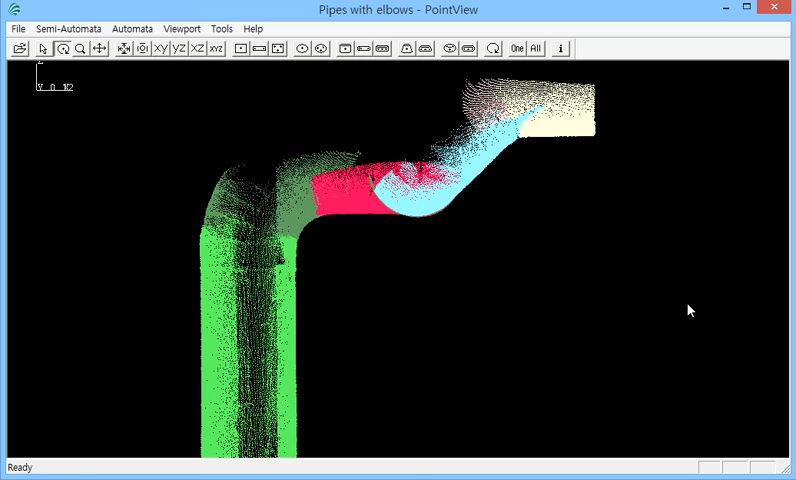 Pipes with elbows - PointView
File Semi-Automata Automata Viewport Tools Help
XY YZ XZ XYZ One All i
Ready